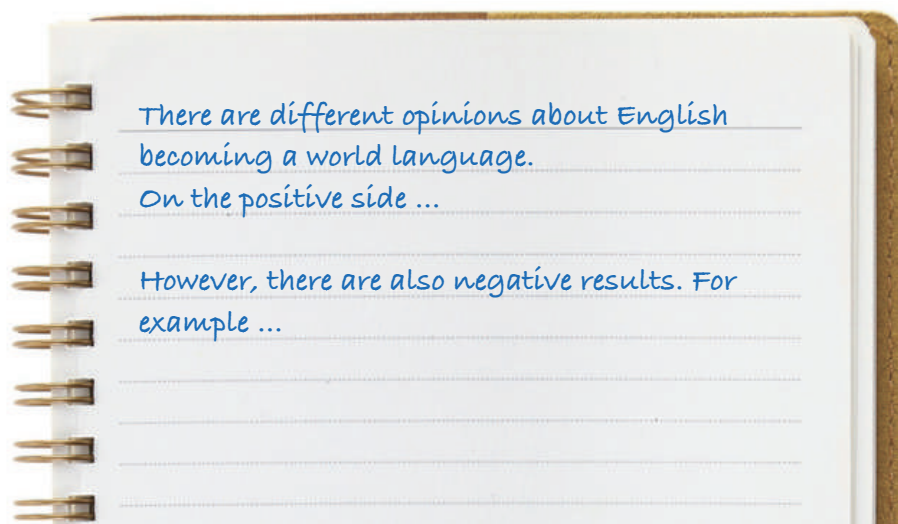 There are different opinions about English
becoming a world language.
On the positive side ...
However, there are also negative results. For
example ...